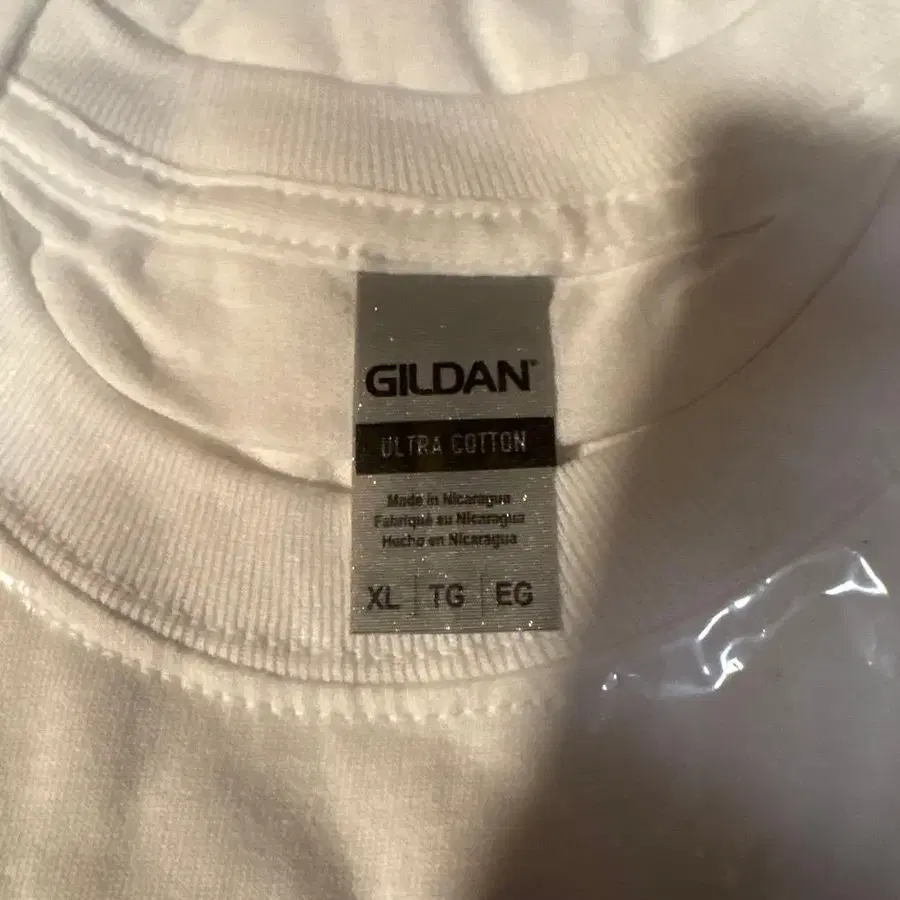 GILDAN
ULTRA COTTON
Made in Nicaragua
Fabriqué au Nicaragua
Hecho en Nicaragua
XL | TG | EG